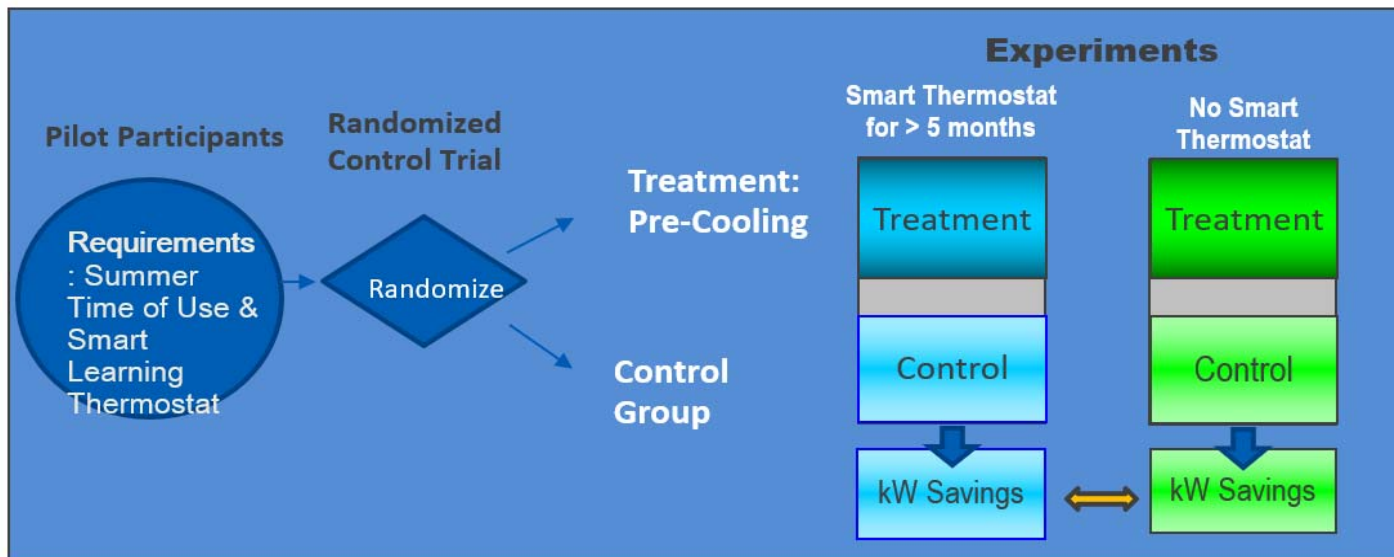 Experiments
Pilot Participants
Requirements
: Summer
Time of Use &
Smart
Learning
Thermostat
Randomized
Control Trial
Randomize
Treatment:
Pre-Cooling
Control
Group
Smart Thermostat
for > 5 months
Treatment
Control
kW Savings
No Smart
Thermostat
Treatment
Control
kW Savings